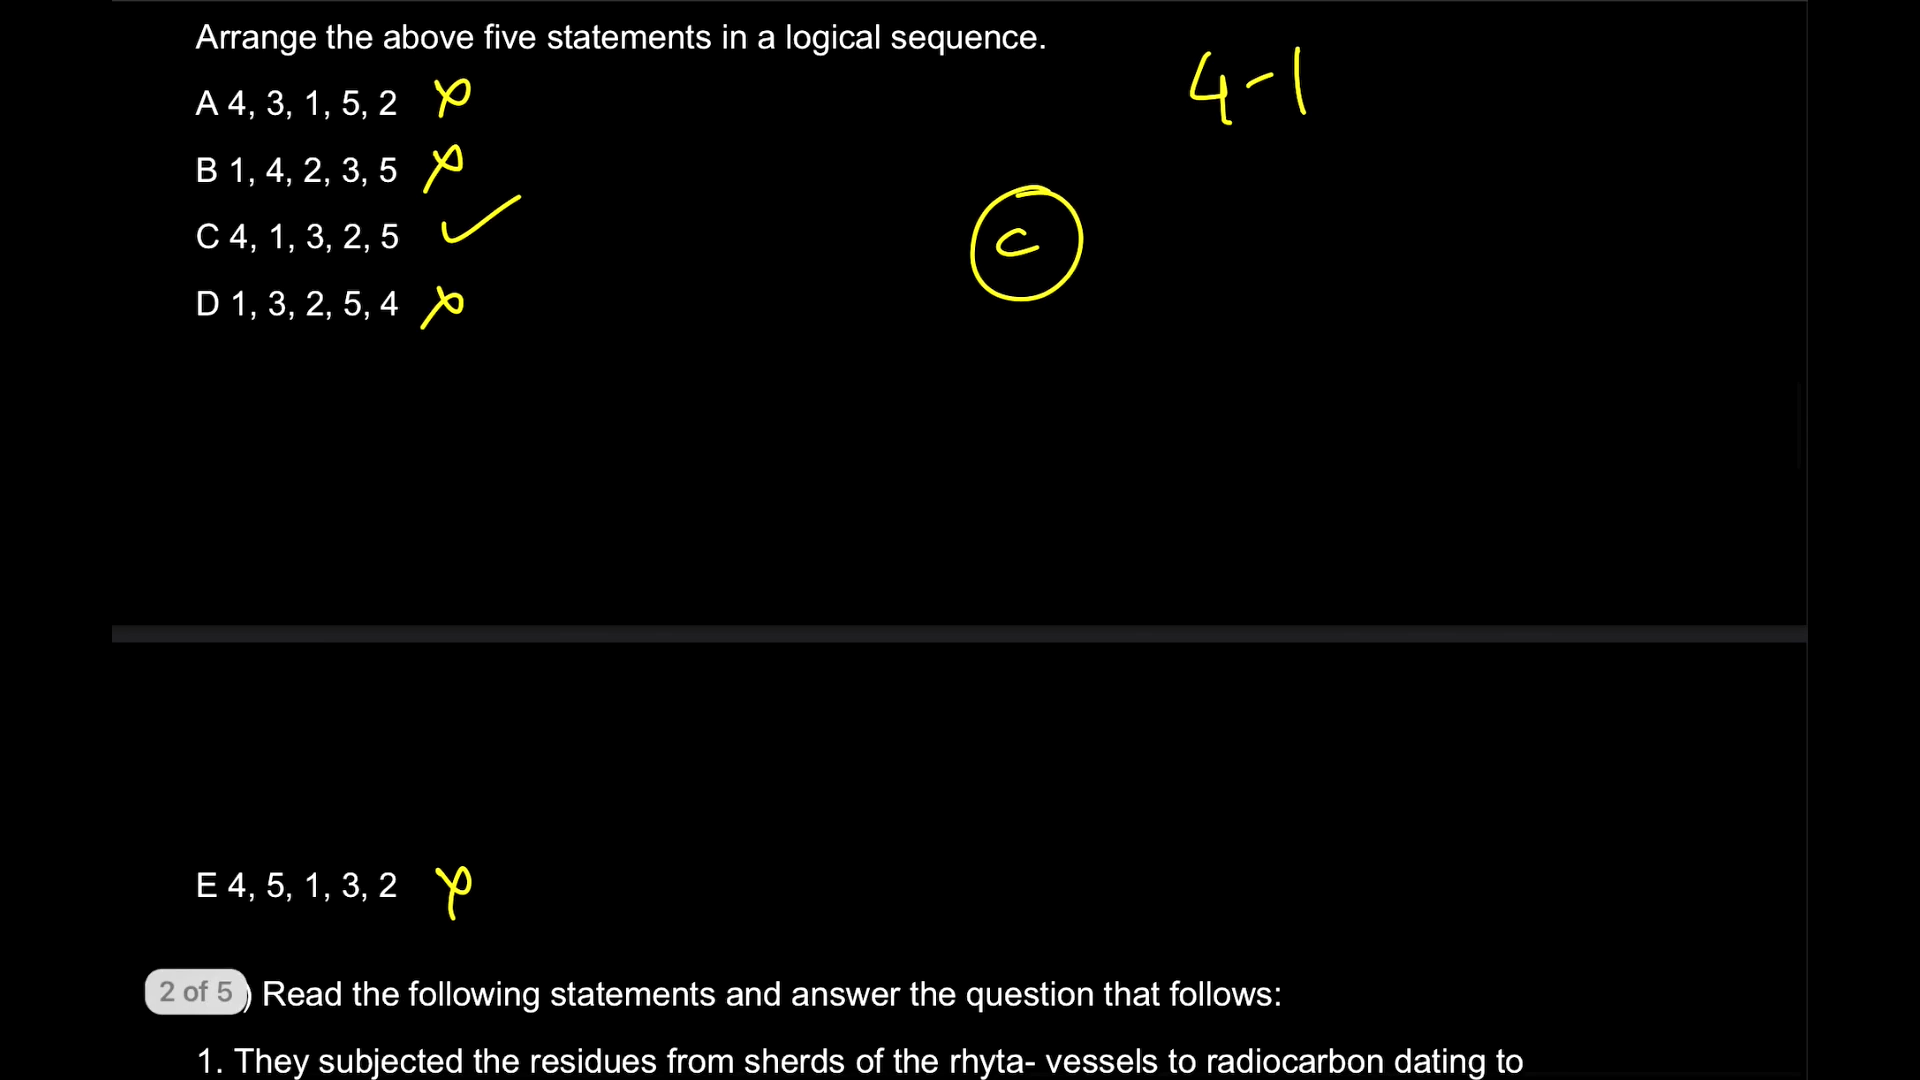 Arrange the above five statements in a logical sequence.
4-1
A 4, 3, 1, 5, 2
B 1, 4, 2, 3, 5
C 4, 1, 3, 2, 5
C
D 1, 3, 2, 5, 4
E 4, 5, 1, 3, 2
2 of 5 ) Read the following statements and answer the question that follows:
1. They subjected the residues from sherds of the rhyta- vessels to radiocarbon dating to